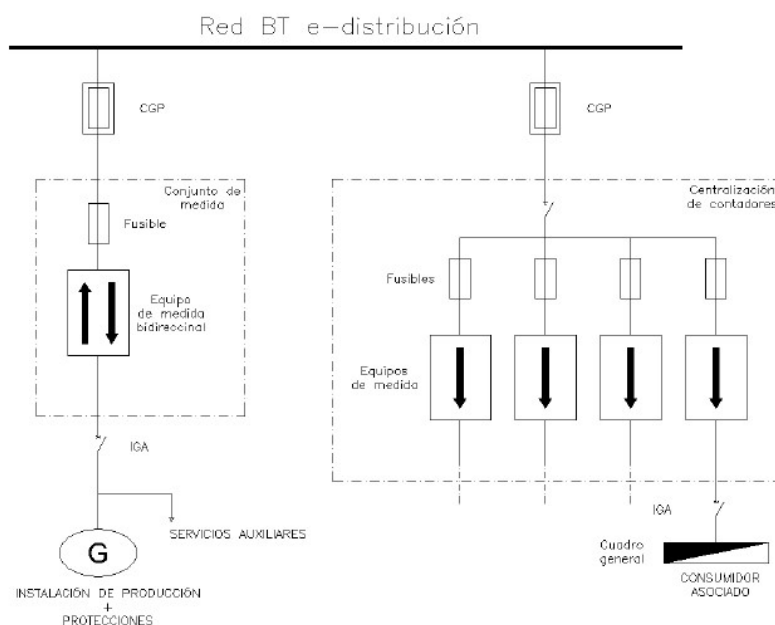 Red BT e-distribución
CGP
CGP
Conjunto de
medida
Fusible
Equipo
de medida
bidireccinal
IGA
SERVICIOS AUXILIARES
G
INSTALACIÓN DE PRODUCCIÓN
+
PROTECCIONES
Centralización
de contadores
Fusibles
Equipos
de medida
IGA
Cuadro
general
CONSUMIDOR
ASOCIADO